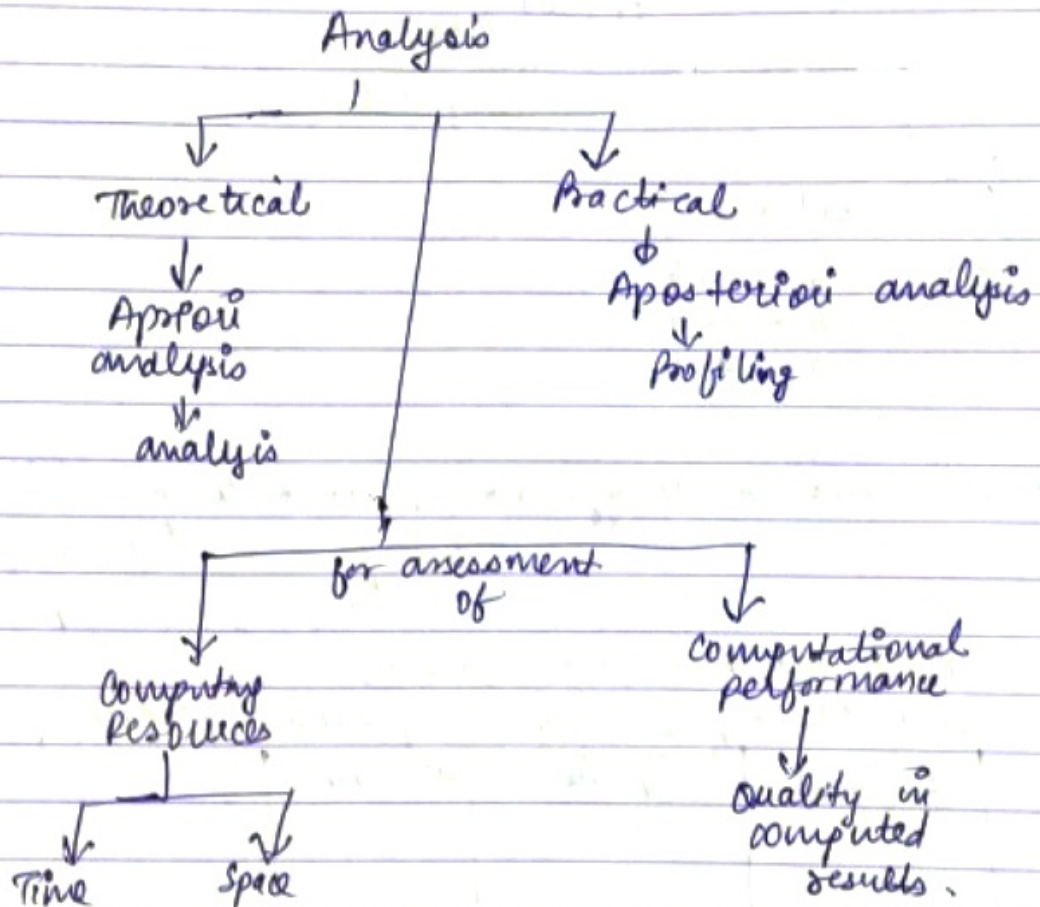 Analysis
Theoretical
Practical
Apriori
analysis
analyis
Aposteriori analysis
Profiling
for assessment
of
Computing
Resources
Time
Space
Computational
performance
Quality in
computed
results.